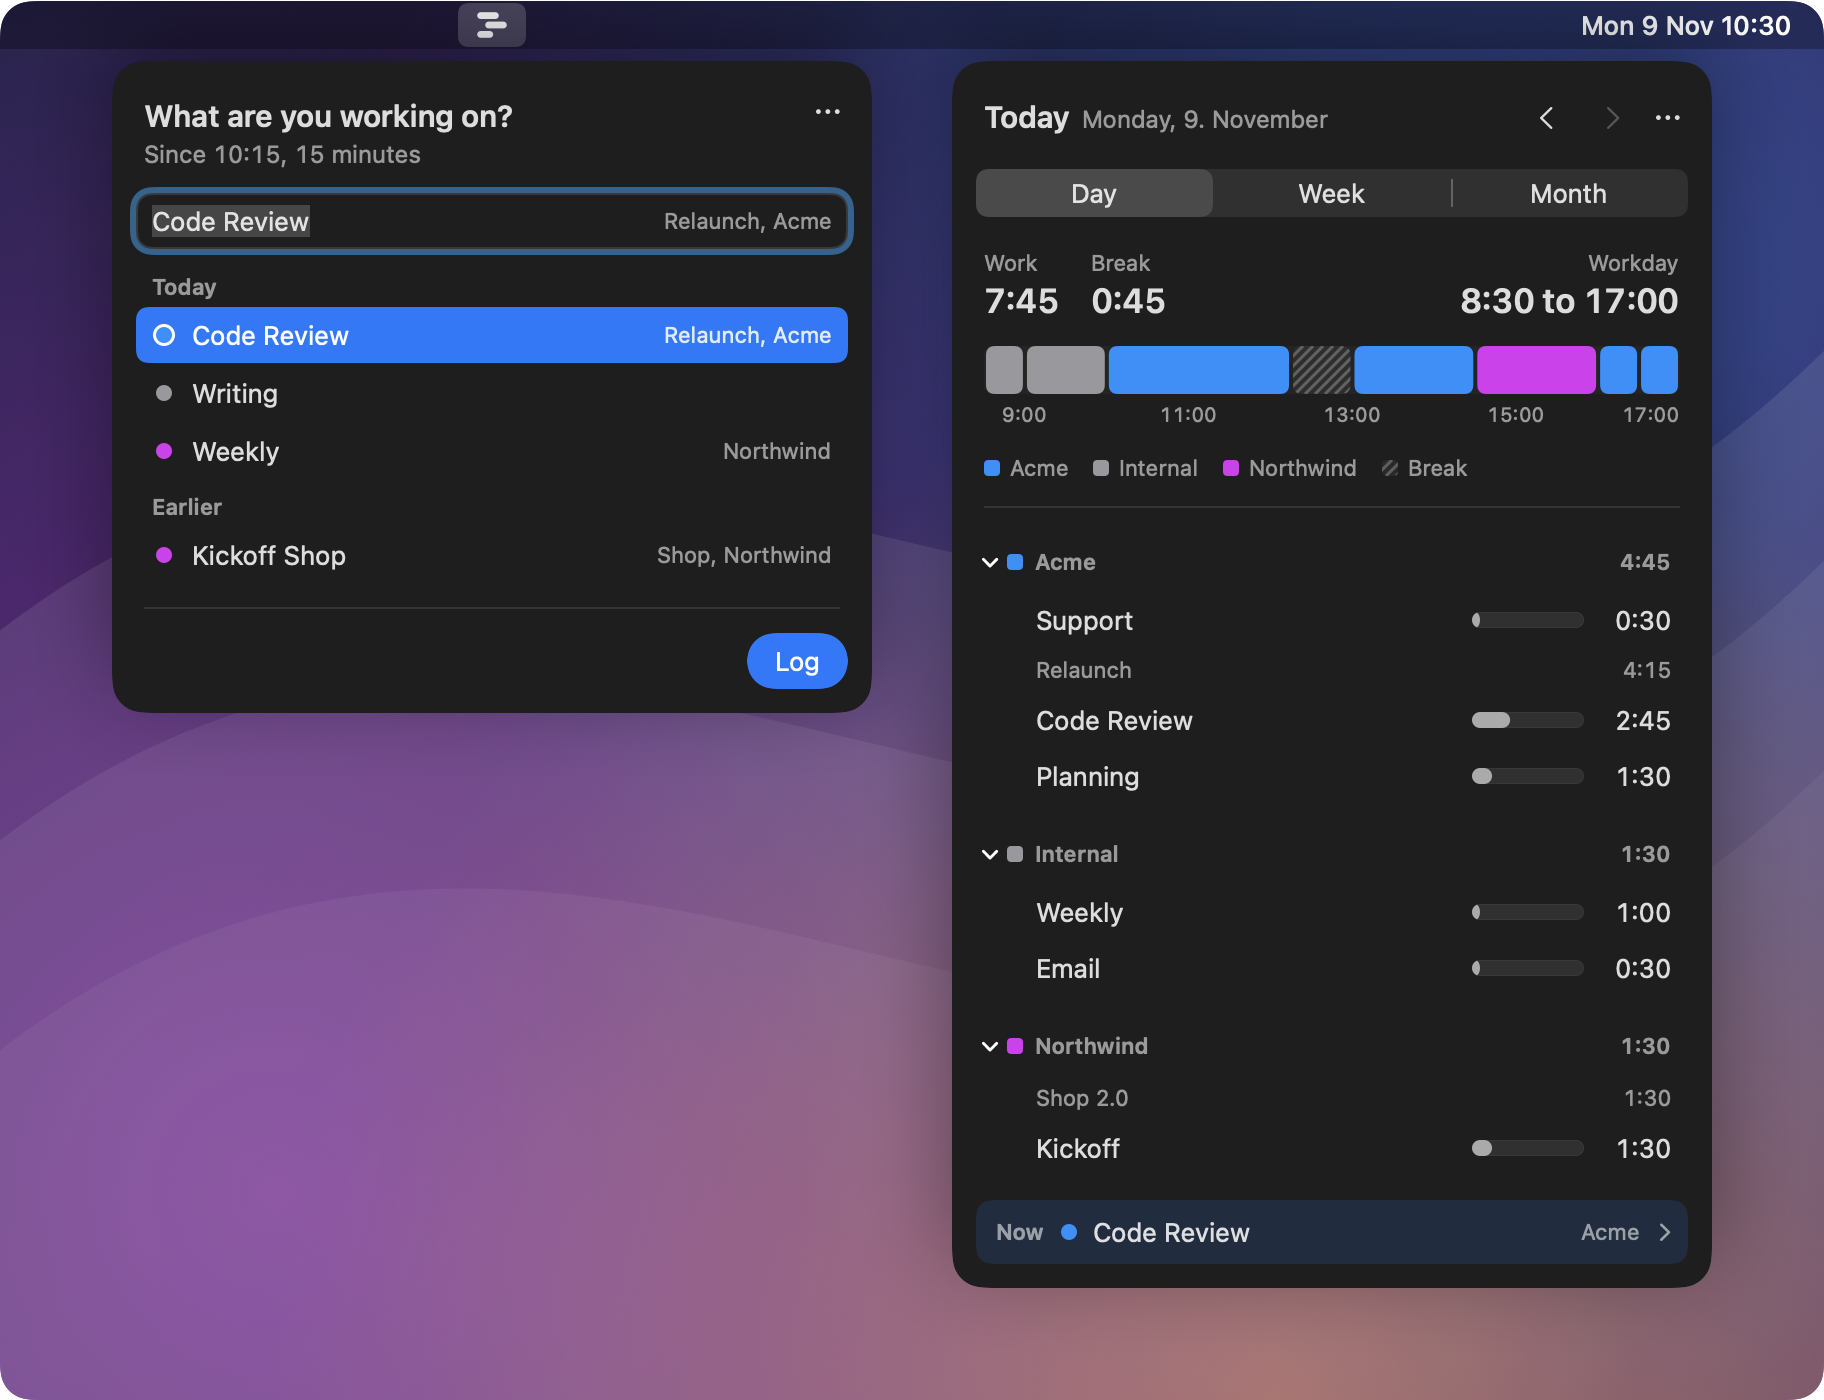 Mon 9 Nov 10:30
What are you working on?
Since 10:15, 15 minutes
Code Review Relaunch, Acme
Today
Code Review Relaunch, Acme
Writing
Weekly Northwind
Earlier
Kickoff Shop Shop, Northwind
Log
Today Monday, 9. November
Day Week Month
Work Break Workday
7:45 0:45 8:30 to 17:00
9:00 11:00 13:00 15:00 17:00
Acme Internal Northwind Break
Acme 4:45
Support 0:30
Relaunch 4:15
Code Review 2:45
Planning 1:30
Internal 1:30
Weekly 1:00
Email 0:30
Northwind 1:30
Shop 2.0 1:30
Kickoff 1:30
Now Code Review Acme